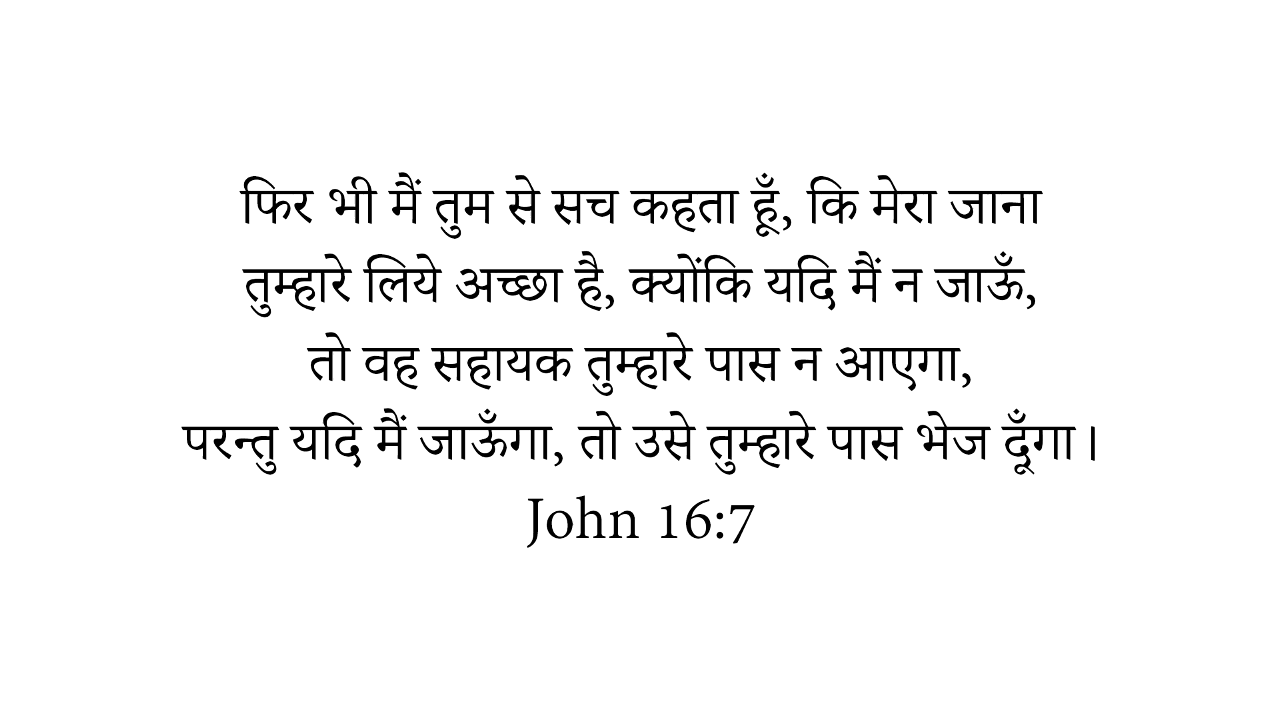 फिर भी मैं तुम से सच कहता हूँ, कि मेरा जाना
तुम्हारे लिये अच्छा है, क्योंकि यदि मैं न जाऊँ,
तो वह सहायक तुम्हारे पास न आएगा,
परन्तु यदि मैं जाऊँगा, तो उसे तुम्हारे पास भेज दूँगा।
John 16:7